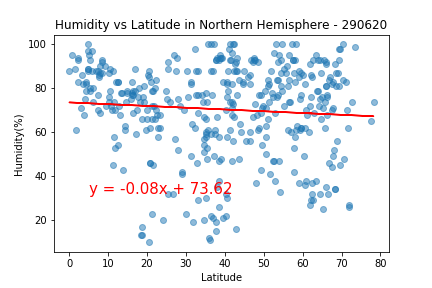 Humidity vs Latitude in Northern Hemisphere - 290620
100
80
60
40
20
Humidity(%)
y = -0.08x + 73.62
0 10 20 30 40 50 60 70 80
Latitude